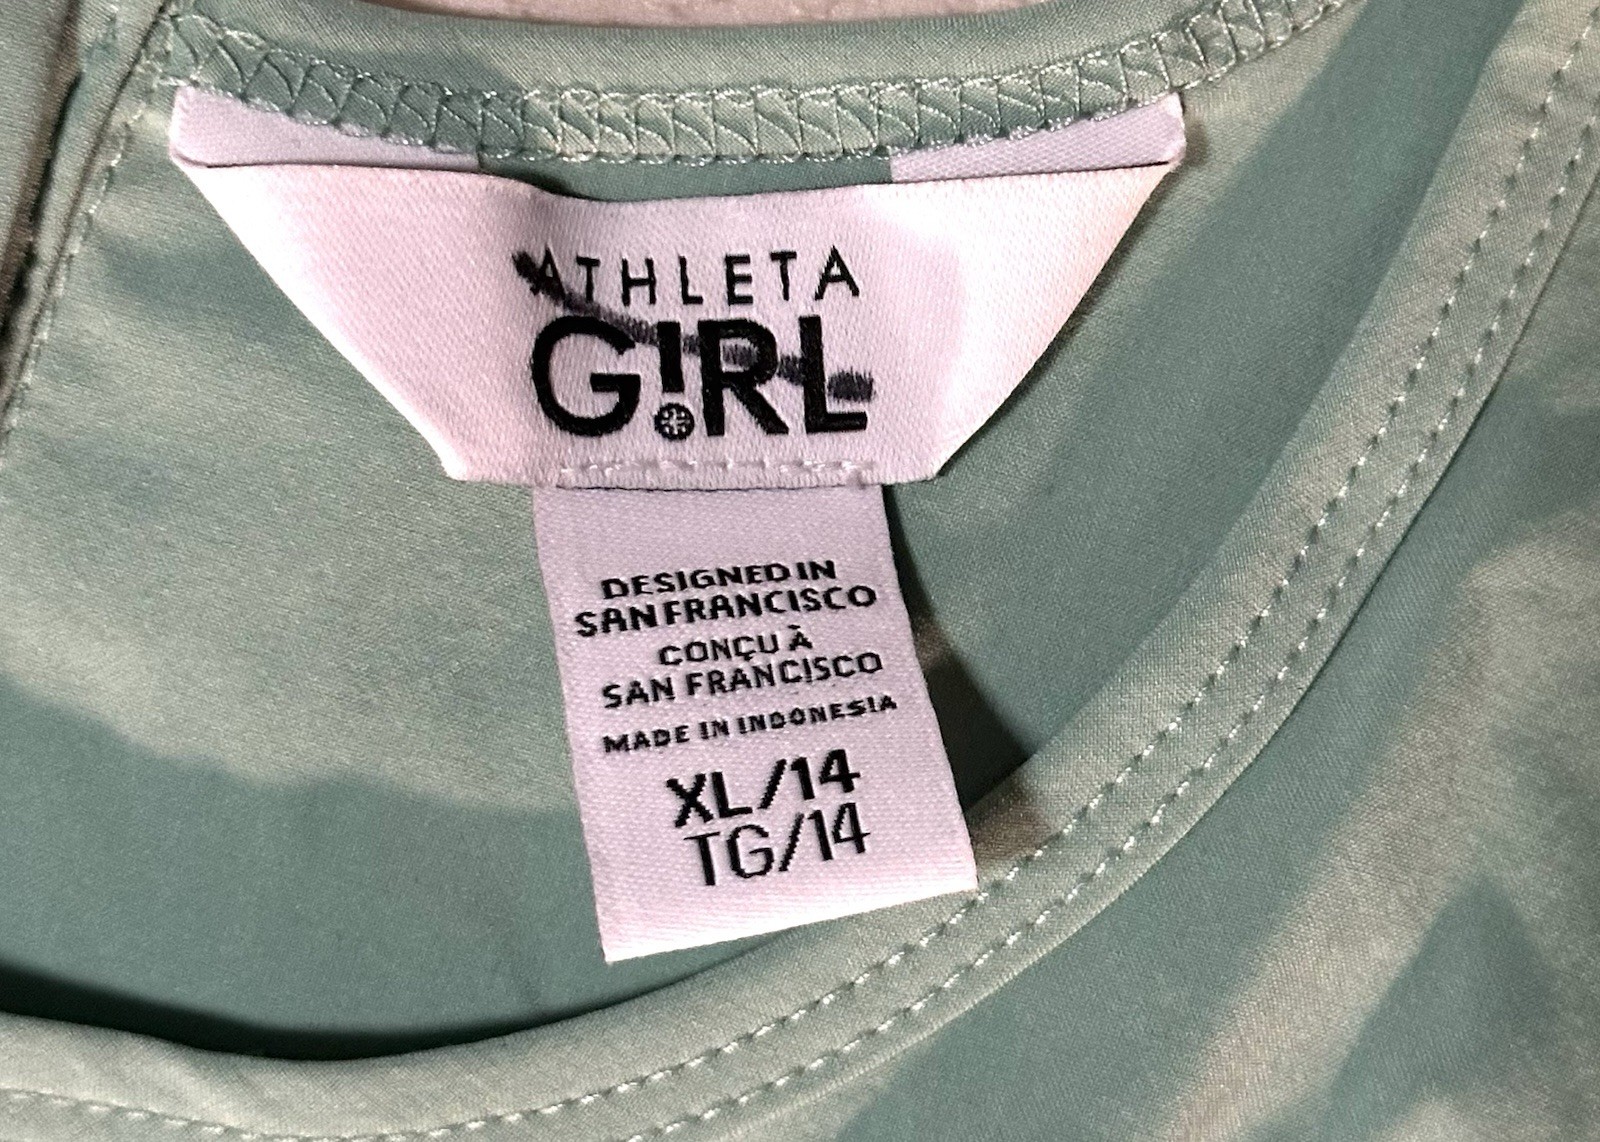 ATHLETA
G!RL
DESIGNED IN
SAN FRANCISCO
CONÇU À
SAN FRANCISCO
MADE IN INDONESIA
XL/14
TG/14